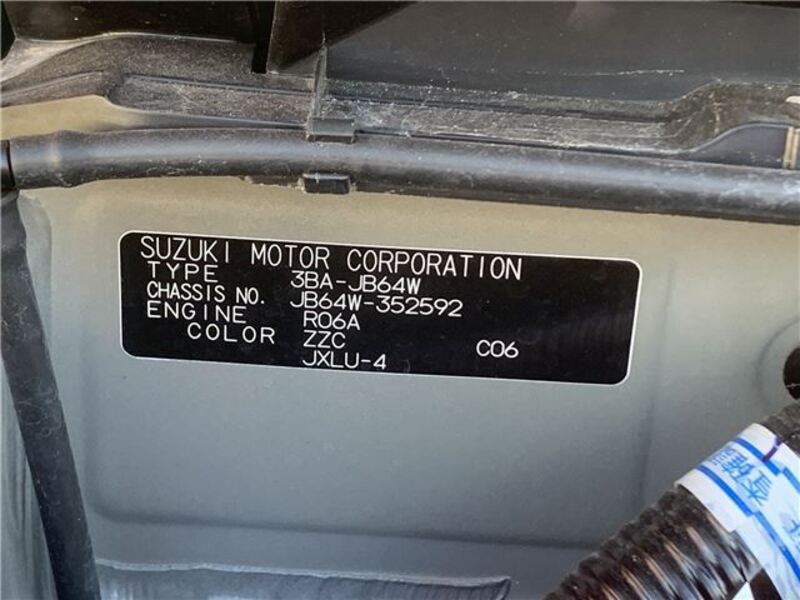 SUZUKI MOTOR CORPORATION
TYPE 3BA-JB64W
CHASSIS NO. JB64W-352592
ENGINE R06A
COLOR ZZC C06
JXLU-4